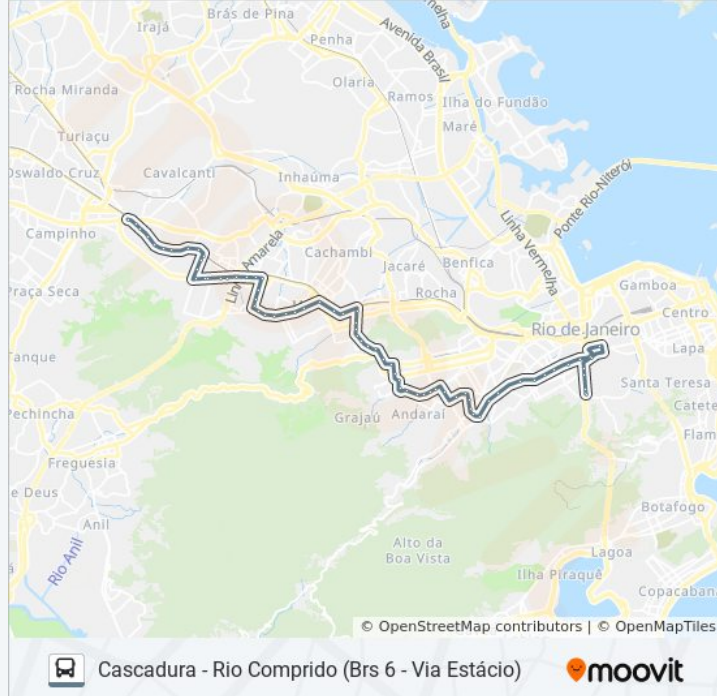 Brás de Pina
Irajá
Penha
Avenida Brasil
Rocha Miranda
Olaria
Ramos
Ilha do Fundão
Maré
Turiaçu
Oswaldo Cruz
Cavalcanti
Inhaúma
Ponte Rio-Niterói
Linha Vermelha
Campinho
Linha Amarela
Cachambi
Jacaré
Benfica
Praça Seca
Rocha
Gamboa
Centro
Rio de Janeiro
Lapa
Tanque
Santa Teresa
Catete
Pechincha
Grajaú
Andaraí
Flam
Freguesia
e Deus
Anil
Rio Anil
Alto da
Boa Vista
Botafogo
Lagoa
Ilha Piraquê
Copacabana
© OpenStreetMap contributors | © OpenMapTiles
Cascadura - Rio Comprido (Brs 6 - Via Estácio)
moovit